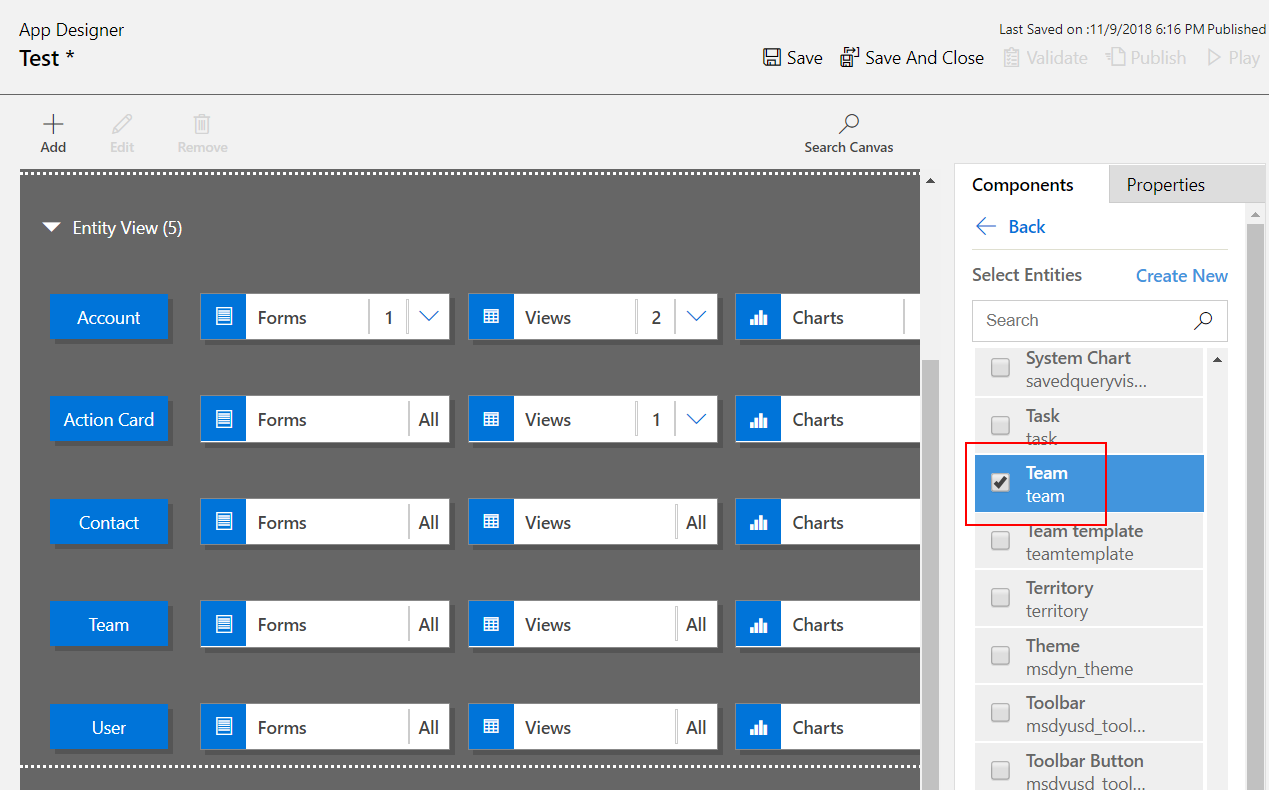 App Designer
Last Saved on :11/9/2018 6:16 PM Published
Test *
Save Save And Close Validate Publish Play
Add Edit Remove Search Canvas
Entity View (5)
Account Forms 1 Views 2 Charts
Action Card Forms All Views 1 Charts
Contact Forms All Views All Charts
Team Forms All Views All Charts
User Forms All Views All Charts
Components Properties
Back
Select Entities Create New
Search
System Chart
savedqueryvis...
Task
task
Team
team
Team template
teamtemplate
Territory
territory
Theme
msdyn_theme
Toolbar
msdyusd_tool...
Toolbar Button
msdyusd_tool...